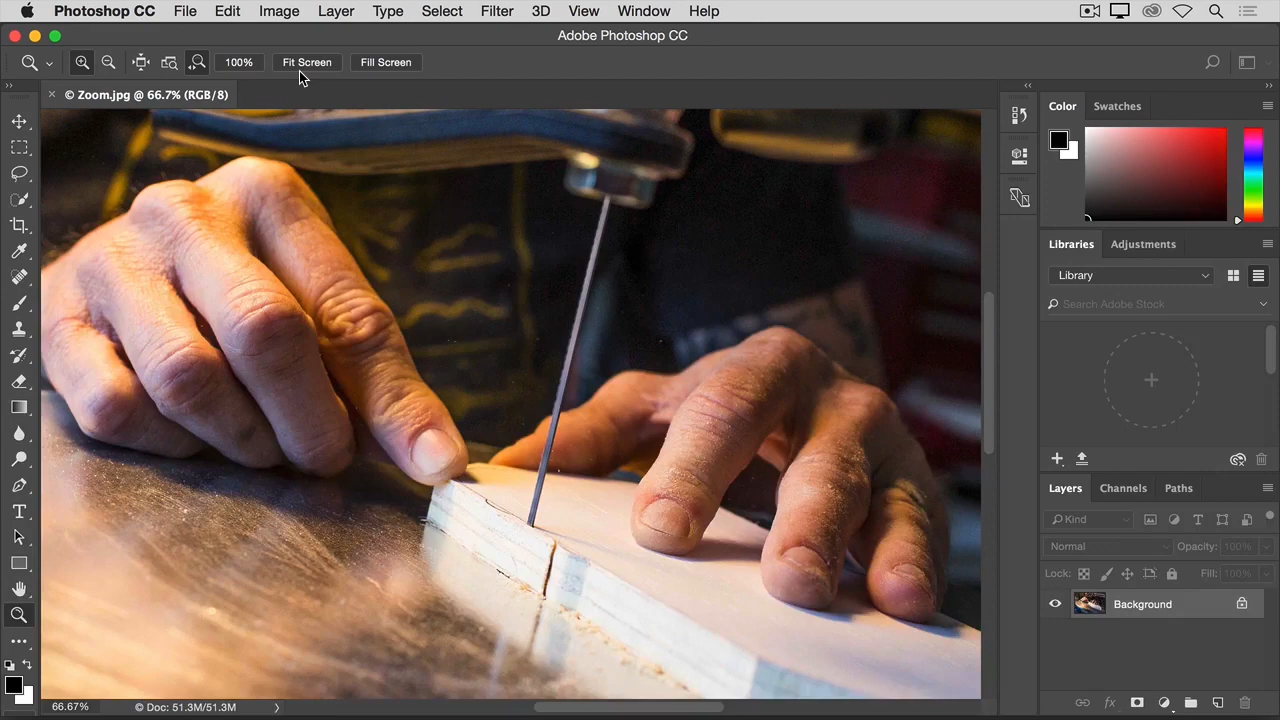 Photoshop CC File Edit Image Layer Type Select Filter 3D View Window Help
Adobe Photoshop CC
100% Fit Screen Fill Screen
× © Zoom.jpg @ 66.7% (RGB/8)
Color Swatches
Libraries Adjustments
Library
Search Adobe Stock
Layers Channels Paths
Kind
Normal Opacity: 100%
Lock: Fill: 100%
Background
66.67% © Doc: 51.3M/51.3M